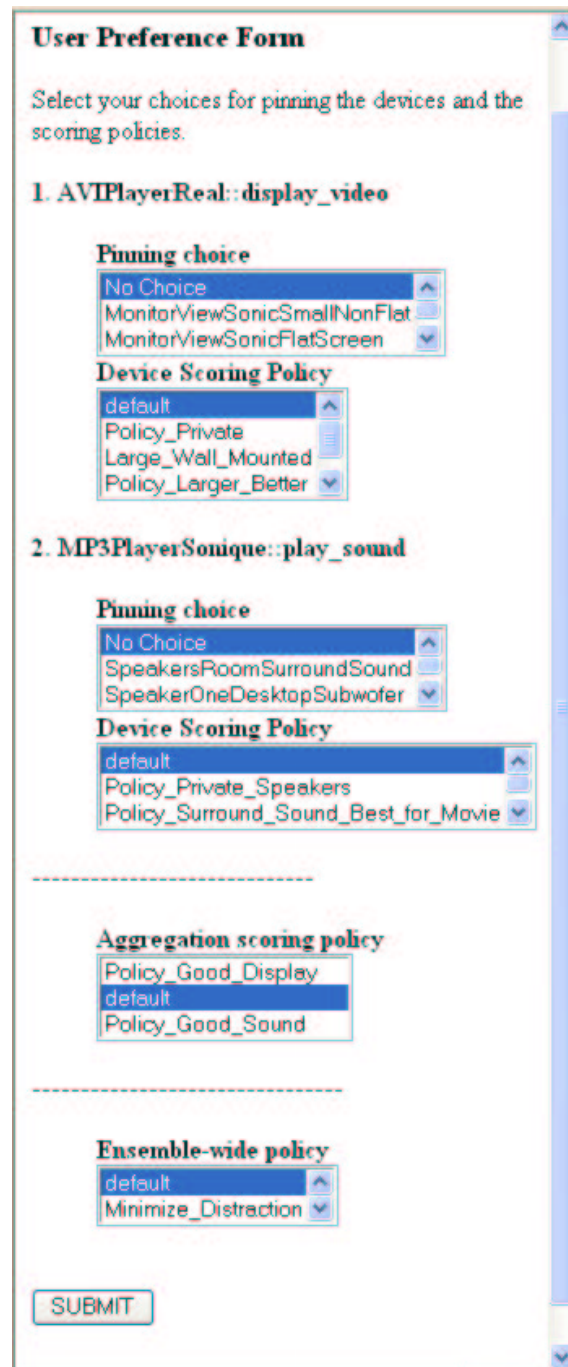 User Preference Form
Select your choices for pinning the devices and the
scoring policies.
1. AVIPlayerReal::display_video
Pinning choice
No Choice
MonitorViewSonicSmallNonFlat
MonitorViewSonicFlatScreen
Device Scoring Policy
default
Policy_Private
Large_Wall_Mounted
Policy_Larger_Better
2. MP3PlayerSonique::play_sound
Pinning choice
No Choice
SpeakersRoomSurroundSound
SpeakerOneDesktopSubwofer
Device Scoring Policy
default
Policy_Private_Speakers
Policy_Surround_Sound_Best_for_Movie
-----------------------------
Aggregation scoring policy
Policy_Good_Display
default
Policy_Good_Sound
--------------------------------
Ensemble-wide policy
default
Minimize_Distraction
SUBMIT